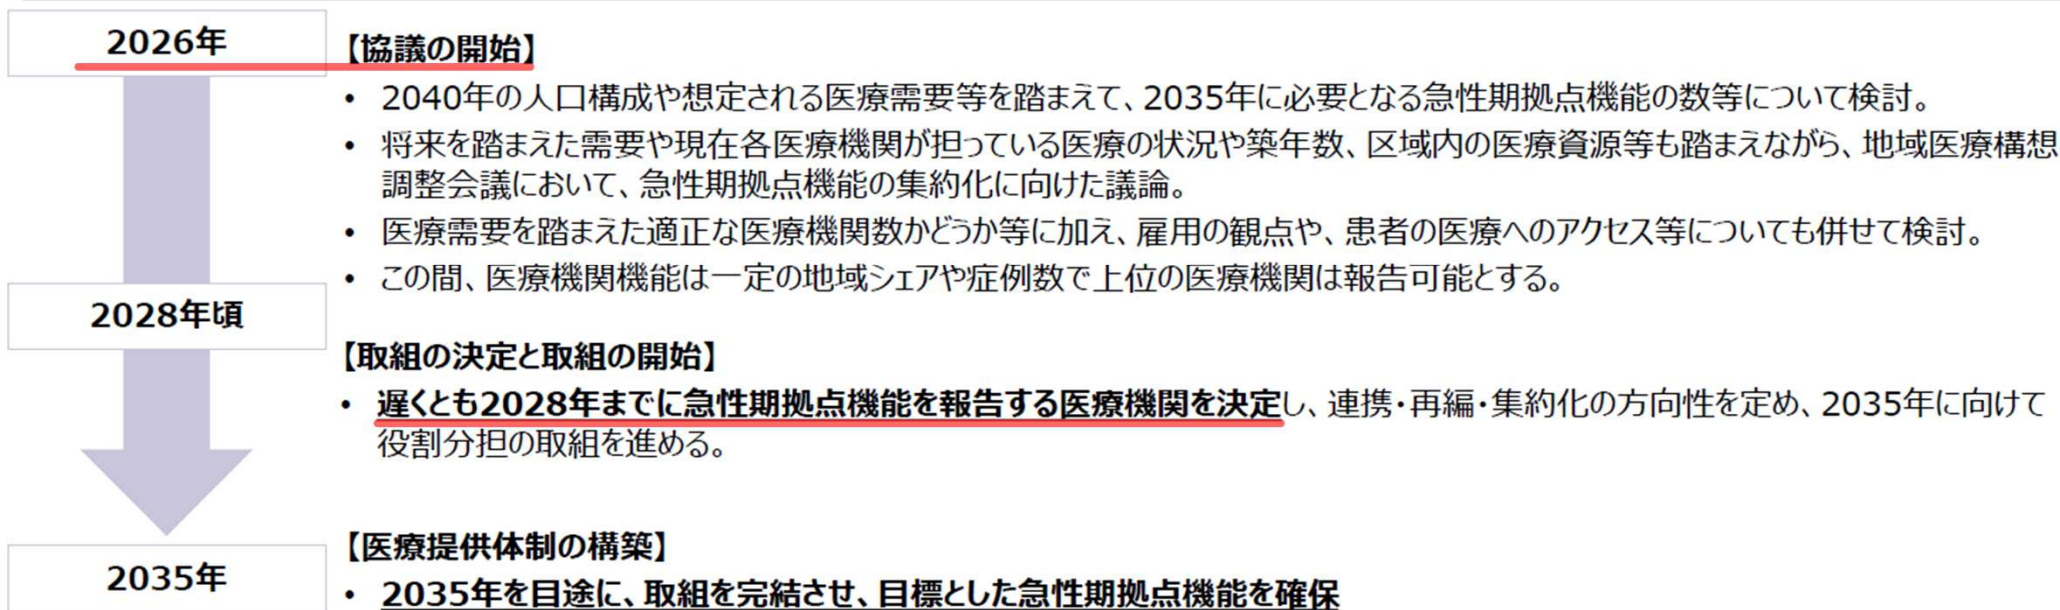 2026年
【協議の開始】
• 2040年の人口構成や想定される医療需要等を踏まえて、2035年に必要となる急性期拠点機能の数等について検討。
• 将来を踏まえた需要や現在各医療機関が担っている医療の状況や築年数、区域内の医療資源等も踏まえながら、地域医療構想
調整会議において、急性期拠点機能の集約化に向けた議論。
• 医療需要を踏まえた適正な医療機関数かどうか等に加え、雇用の観点や、患者の医療へのアクセス等についても併せて検討。
• この間、医療機関機能は一定の地域シェアや症例数で上位の医療機関は報告可能とする。
2028年頃
【取組の決定と取組の開始】
• 遅くとも2028年までに急性期拠点機能を報告する医療機関を決定し、連携・再編・集約化の方向性を定め、2035年に向けて
役割分担の取組を進める。
2035年
【医療提供体制の構築】
• 2035年を目途に、取組を完結させ、目標とした急性期拠点機能を確保